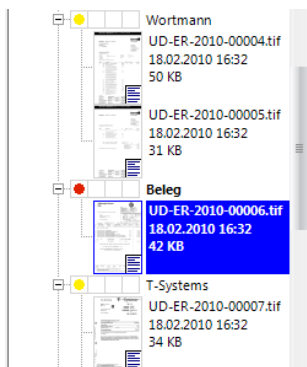 Wortmann
UD-ER-2010-00004.tif
18.02.2010 16:32
50 KB
UD-ER-2010-00005.tif
18.02.2010 16:32
31 KB
Beleg
UD-ER-2010-00006.tif
18.02.2010 16:32
42 KB
T-Systems
UD-ER-2010-00007.tif
18.02.2010 16:32
34 KB